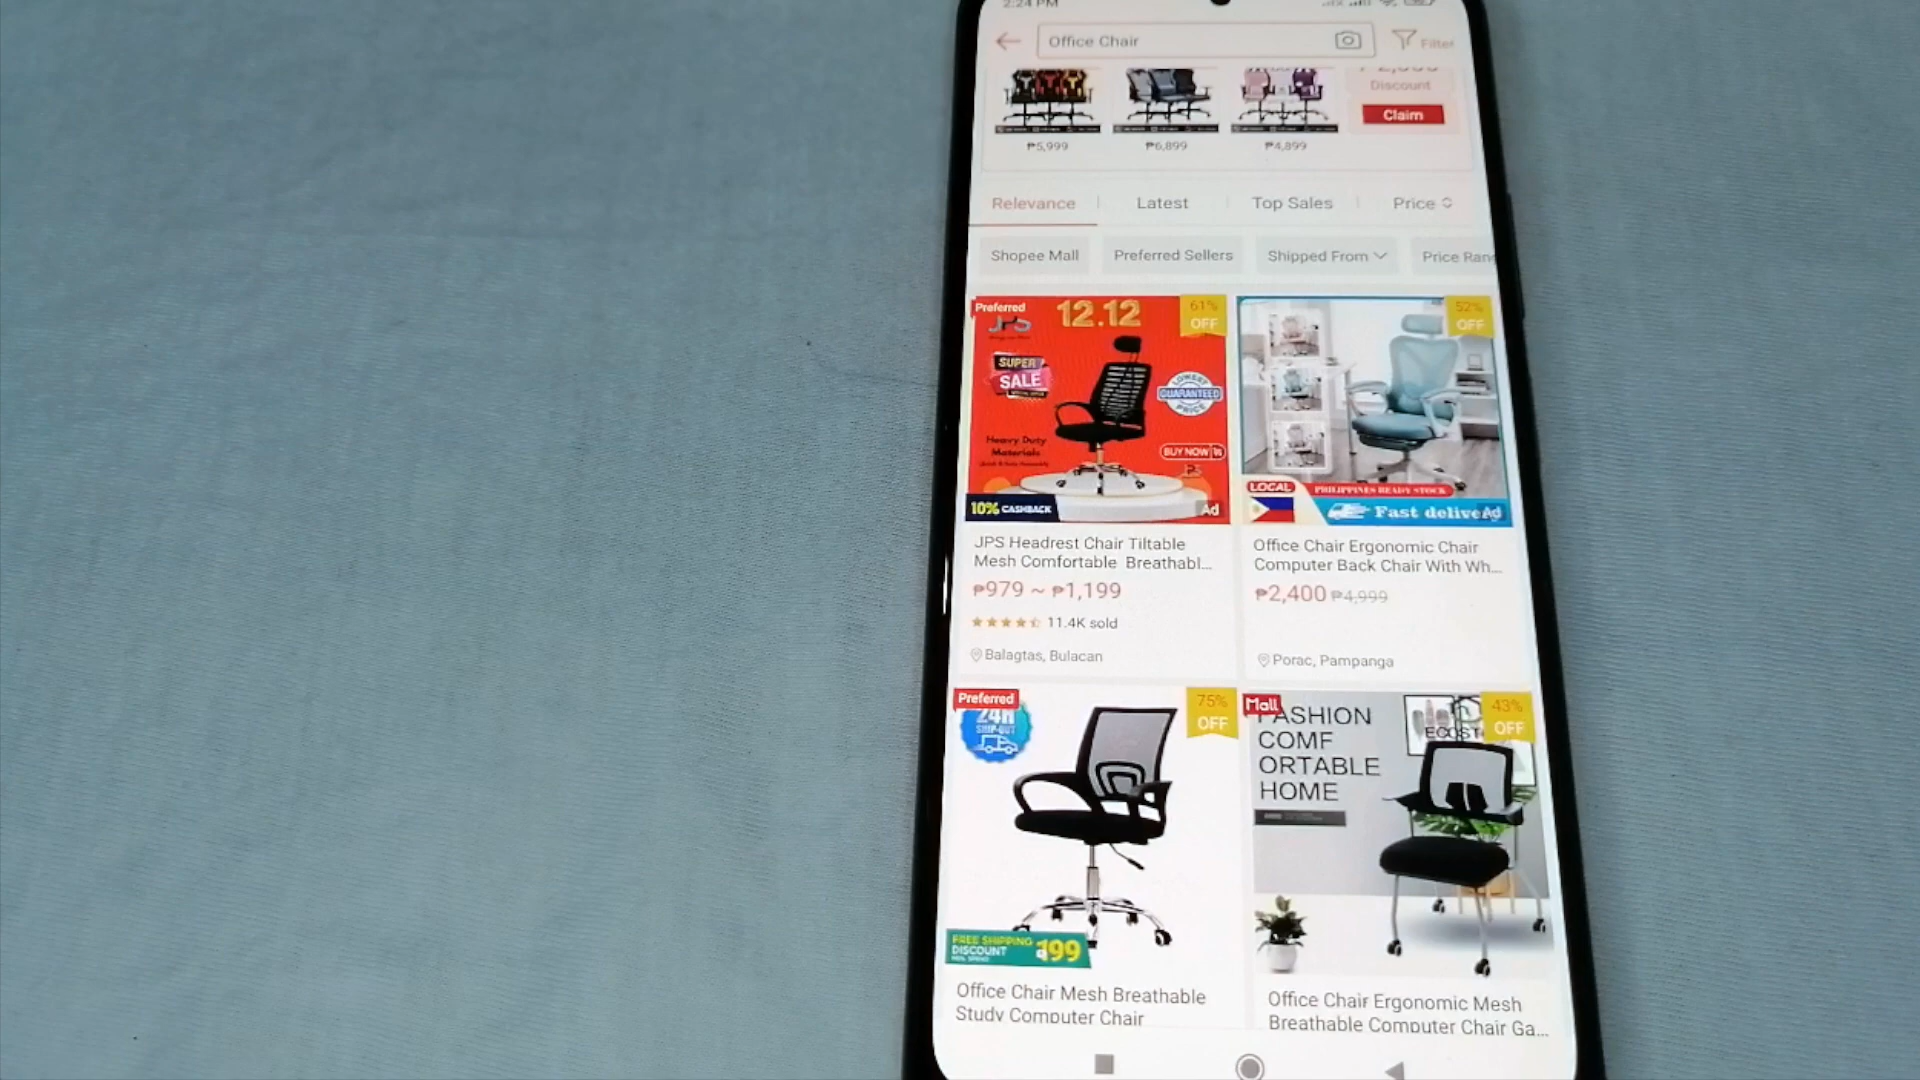 2:24 PM
Office Chair
Filter
Discount
Claim
₱5,999
₱6,899
₱4,899
Relevance
Latest
Top Sales
Price
Shopee Mall
Preferred Sellers
Shipped From
Price Rang
Preferred
JPS
12.12
61%
OFF
SUPER
SALE
LOWEST
GUARANTEED
PRICE
Heavy Duty
Materials
BUY NOW
10% CASHBACK
Ad
52%
OFF
LOCAL
PHILIPPINES READY STOCK
Fast delivery
Ad
JPS Headrest Chair Tiltable
Mesh Comfortable Breathabl...
₱979 ~ ₱1,199
11.4K sold
Balagtas, Bulacan
Office Chair Ergonomic Chair
Computer Back Chair With Wh...
₱2,400 ₱4,999
Porac, Pampanga
Preferred
24H
SHIP-OUT
75%
OFF
FREE SHIPPING
DISCOUNT
₱199
Office Chair Mesh Breathable
Study Computer Chair
Mall
FASHION
COMF
ORTABLE
HOME
ECOST
43%
OFF
Office Chair Ergonomic Mesh
Breathable Computer Chair Ga...